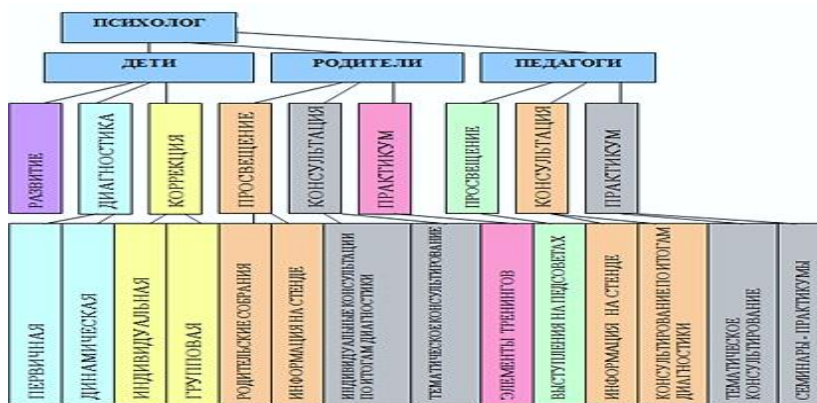 ПСИХОЛОГ
ДЕТИ
РОДИТЕЛИ
ПЕДАГОГИ
РАЗВИТИЕ
ДИАГНОСТИКА
КОРРЕКЦИЯ
ПРОСВЕЩЕНИЕ
КОНСУЛЬТАЦИЯ
ПРАКТИКУМ
ПРОСВЕЩЕНИЕ
КОНСУЛЬТАЦИЯ
ПРАКТИКУМ
ПЕРВИЧНАЯ
ДИНАМИЧЕСКАЯ
ИНДИВИДУАЛЬНАЯ
ГРУППОВАЯ
РОДИТЕЛЬСКИЕ СОБРАНИЯ
ИНФОРМАЦИЯ НА СТЕНДЕ
ИНДИВИДУАЛЬНЫЕ КОНСУЛЬТАЦИИ
ПО ИТОГАМ ДИАГНОСТИКИ
ТЕМАТИЧЕСКОЕ КОНСУЛЬТИРОВАНИЕ
ЭЛЕМЕНТЫ ТРЕНИНГОВ
ВЫСТУПЛЕНИЯ НА ПЕДСОВЕТАХ
ИНФОРМАЦИЯ НА СТЕНДЕ
КОНСУЛЬТИРОВАНИЕ ПО ИТОГАМ
ДИАГНОСТИКИ
ТЕМАТИЧЕСКОЕ
КОНСУЛЬТИРОВАНИЕ
СЕМИНАРЫ - ПРАКТИКУМЫ